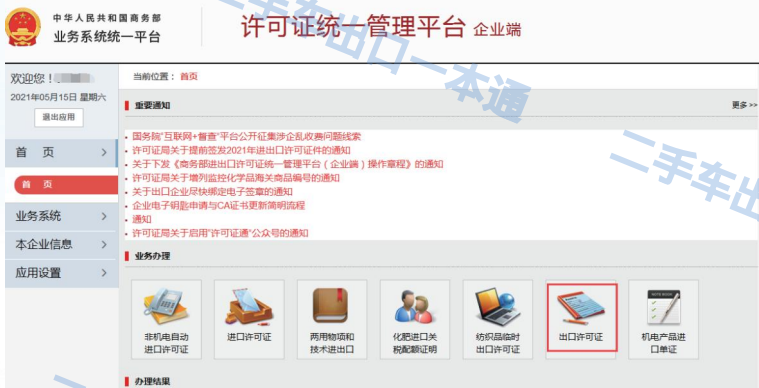 中华人民共和国商务部
业务系统统一平台
许可证统一管理平台 企业端
二手车出口一本通
欢迎您！
2021年05月15日 星期六
退出应用
首 页
首 页
业务系统
本企业信息
应用设置
当前位置： 首页
重要通知
更多 >>
国务院"互联网+督查"平台公开征集涉企乱收费问题线索
许可证局关于提前签发2021年进出口许可证件的通知
关于下发《商务部进出口许可证统一管理平台（企业端）操作章程》的通知
许可证局关于增列监控化学品海关商品编号的通知
关于出口企业尽快绑定电子签章的通知
企业电子钥匙申请与CA证书更新简明流程
通知
许可证局关于启用"许可证通"公众号的通知
二手车出
业务办理
非机电自动
进口许可证
进口许可证
两用物项和
技术进出口
化肥进口关
税配额证明
纺织品临时
出口许可证
出口许可证
机电产品进
口单证
办理结果